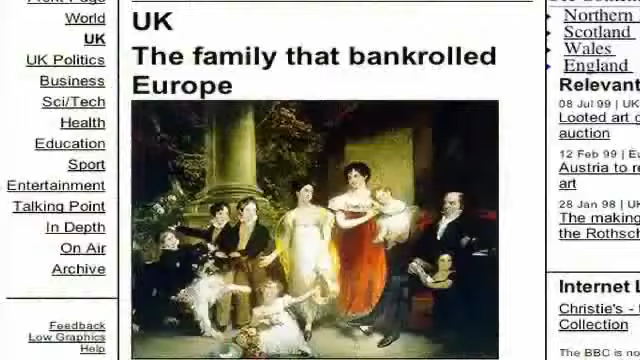 World
UK
UK Politics
Business
Sci/Tech
Health
Education
Sport
Entertainment
Talking Point
In Depth
On Air
Archive
Feedback
Low Graphics
Help
UK
The family that bankrolled
Europe
Northern
Scotland
Wales
England
Relevant
08 Jul 99 | UK
Looted art
auction
12 Feb 99 |
Austria to
art
28 Jan 98 | UK
The making
the Rothsch
Internet L
Christie's -
Collection
The BBC is no